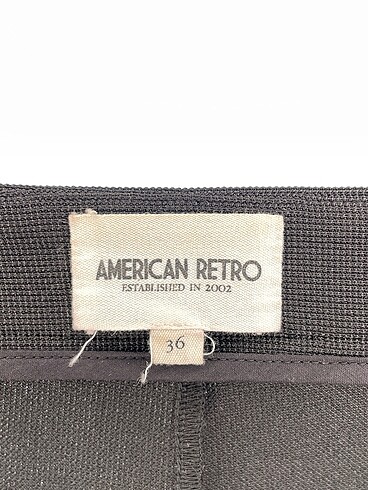 AMERICAN RETRO
ESTABLISHED IN 2002
36